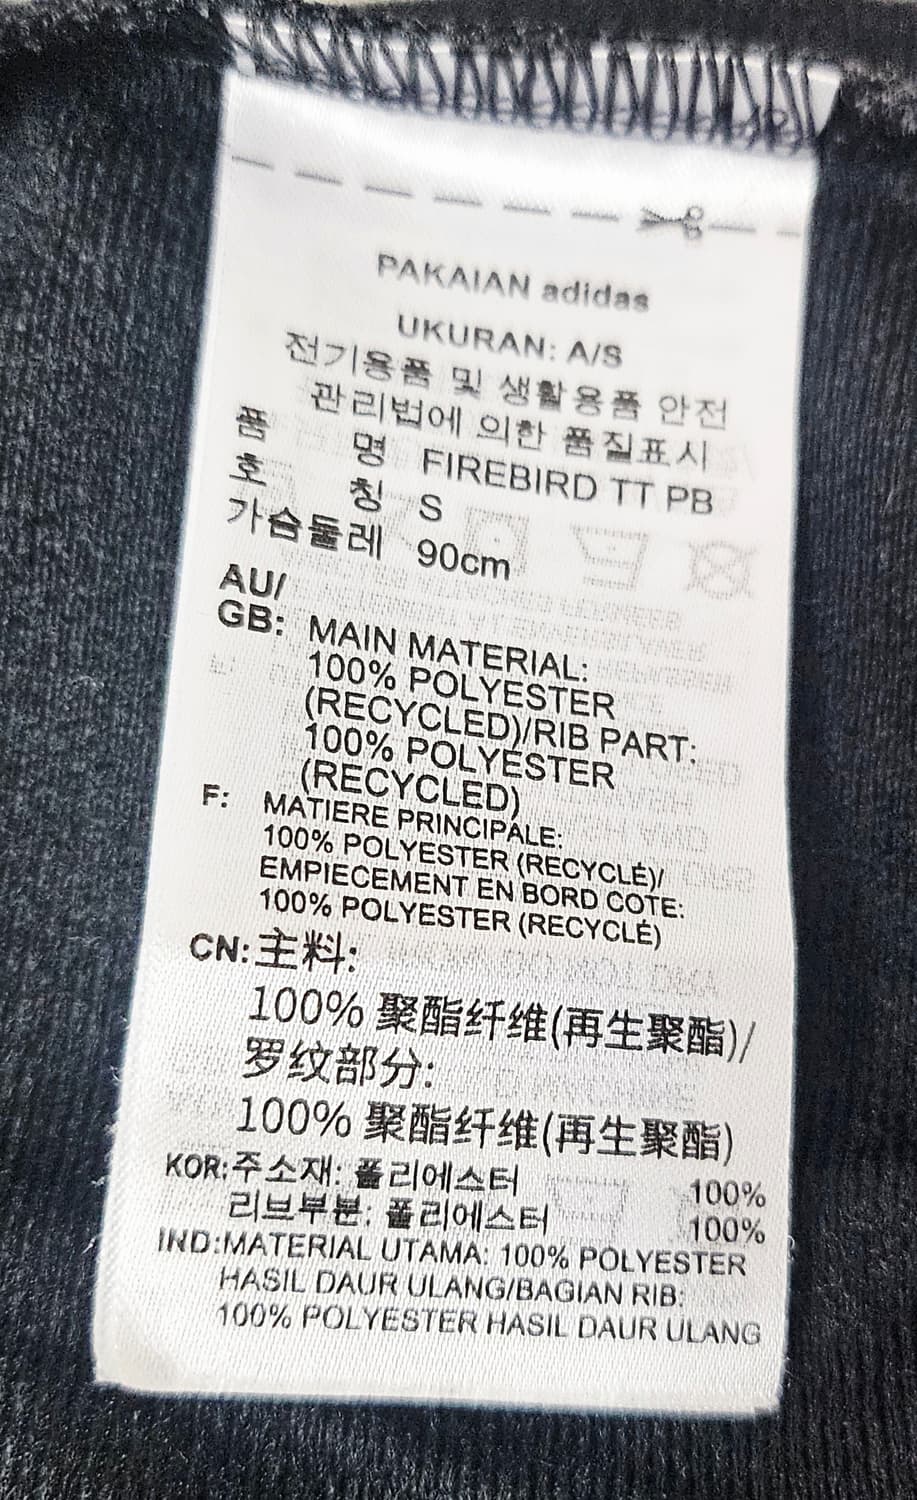 PAKAIAN adidas
UKURAN: A/S
전기용품 및 생활용품 안전
관리법에 의한 품질표시
품 명 FIREBIRD TT PB
호 칭 S
가슴둘레 90cm
AU/
GB: MAIN MATERIAL:
100% POLYESTER
(RECYCLED)/RIB PART:
100% POLYESTER
(RECYCLED)
F: MATIERE PRINCIPALE:
100% POLYESTER (RECYCLÉ)/
EMPIECEMENT EN BORD COTE:
100% POLYESTER (RECYCLÉ)
CN: 主料:
100% 聚酯纤维(再生聚酯)/
罗纹部分:
100% 聚酯纤维(再生聚酯)
KOR: 주소재: 폴리에스터 100%
리브부분: 폴리에스터 100%
IND: MATERIAL UTAMA: 100% POLYESTER
HASIL DAUR ULANG/BAGIAN RIB:
100% POLYESTER HASIL DAUR ULANG